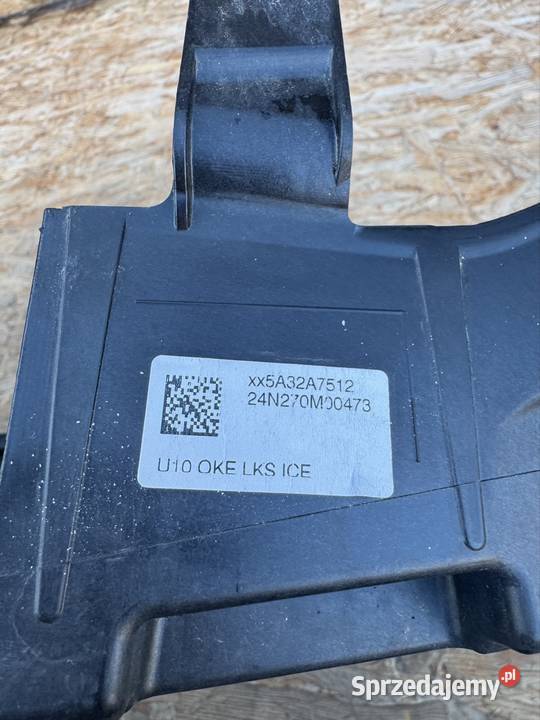 xx5A32A7512
24N270M00473
U10 OKE LKS ICE
Sprzedajemy.pl